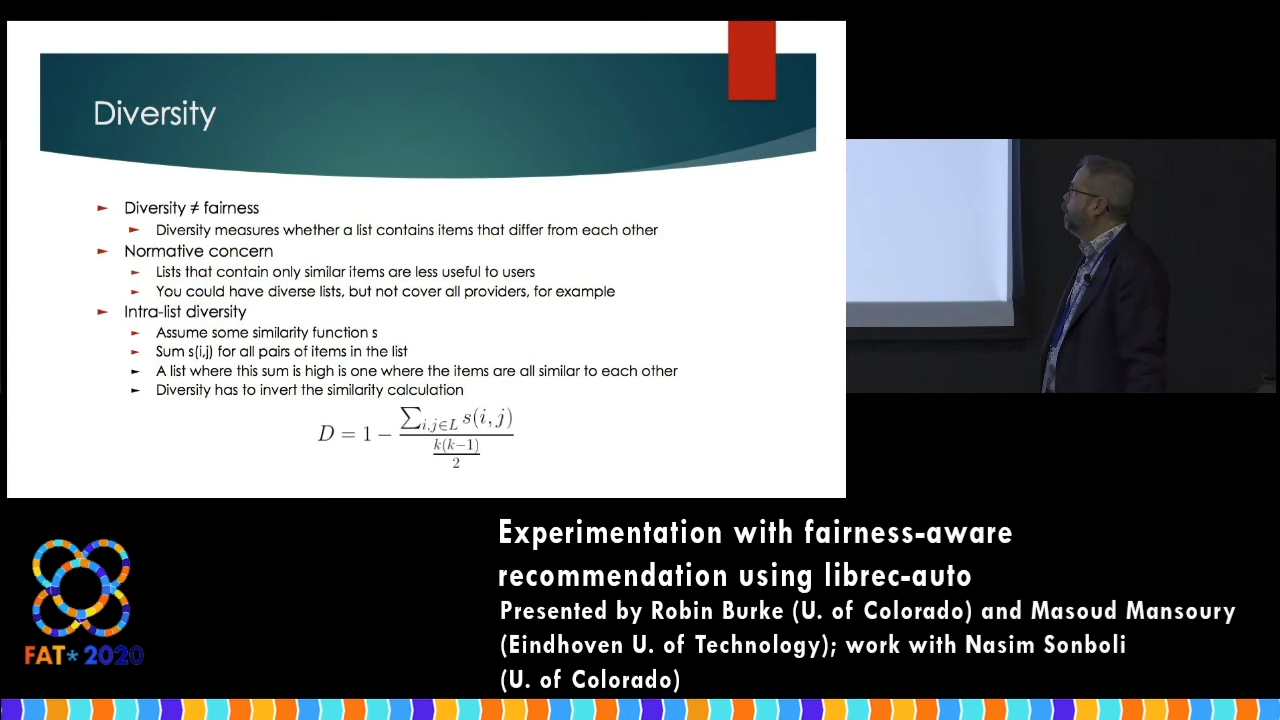 Diversity
► Diversity ≠ fairness
► Diversity measures whether a list contains items that differ from each other
► Normative concern
► Lists that contain only similar items are less useful to users
► You could have diverse lists, but not cover all providers, for example
► Intra-list diversity
► Assume some similarity function s
► Sum s(i,j) for all pairs of items in the list
► A list where this sum is high is one where the items are all similar to each other
► Diversity has to invert the similarity calculation
D = 1 − \frac{\sum_{i,j∈L} s(i, j)}{\frac{k(k−1)}{2}}
Experimentation with fairness-aware
recommendation using librec-auto
Presented by Robin Burke (U. of Colorado) and Masoud Mansoury
(Eindhoven U. of Technology); work with Nasim Sonboli
(U. of Colorado)
FAT* 2020